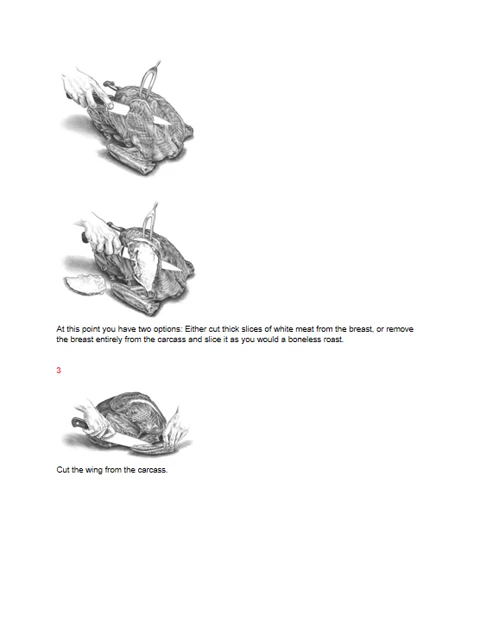 At this point you have two options: Either cut thick slices of white meat from the breast, or remove
the breast entirely from the carcass and slice it as you would a boneless roast.
3
Cut the wing from the carcass.